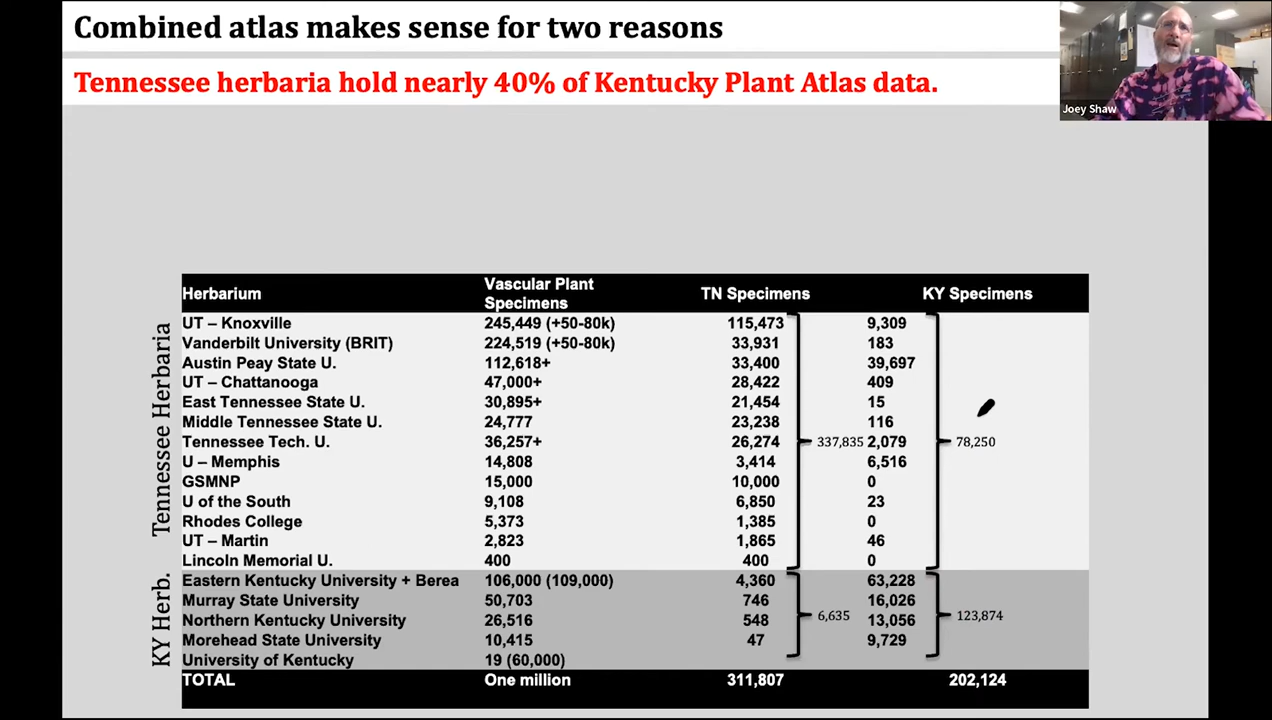 Combined atlas makes sense for two reasons
Tennessee herbaria hold nearly 40% of Kentucky Plant Atlas data.
Joey Shaw
Herbarium Vascular Plant Specimens TN Specimens KY Specimens
Tennessee Herbaria
UT – Knoxville 245,449 (+50-80k) 115,473 9,309
Vanderbilt University (BRIT) 224,519 (+50-80k) 33,931 183
Austin Peay State U. 112,618+ 33,400 39,697
UT – Chattanooga 47,000+ 28,422 409
East Tennessee State U. 30,895+ 21,454 15
Middle Tennessee State U. 24,777 23,238 116
Tennessee Tech. U. 36,257+ 26,274 337,835 2,079 78,250
U – Memphis 14,808 3,414 6,516
GSMNP 15,000 10,000 0
U of the South 9,108 6,850 23
Rhodes College 5,373 1,385 0
UT – Martin 2,823 1,865 46
Lincoln Memorial U. 400 400 0
KY Herb.
Eastern Kentucky University + Berea 106,000 (109,000) 4,360 63,228
Murray State University 50,703 746 16,026
6,635 123,874
Northern Kentucky University 26,516 548 13,056
Morehead State University 10,415 47 9,729
University of Kentucky 19 (60,000)
TOTAL One million 311,807 202,124